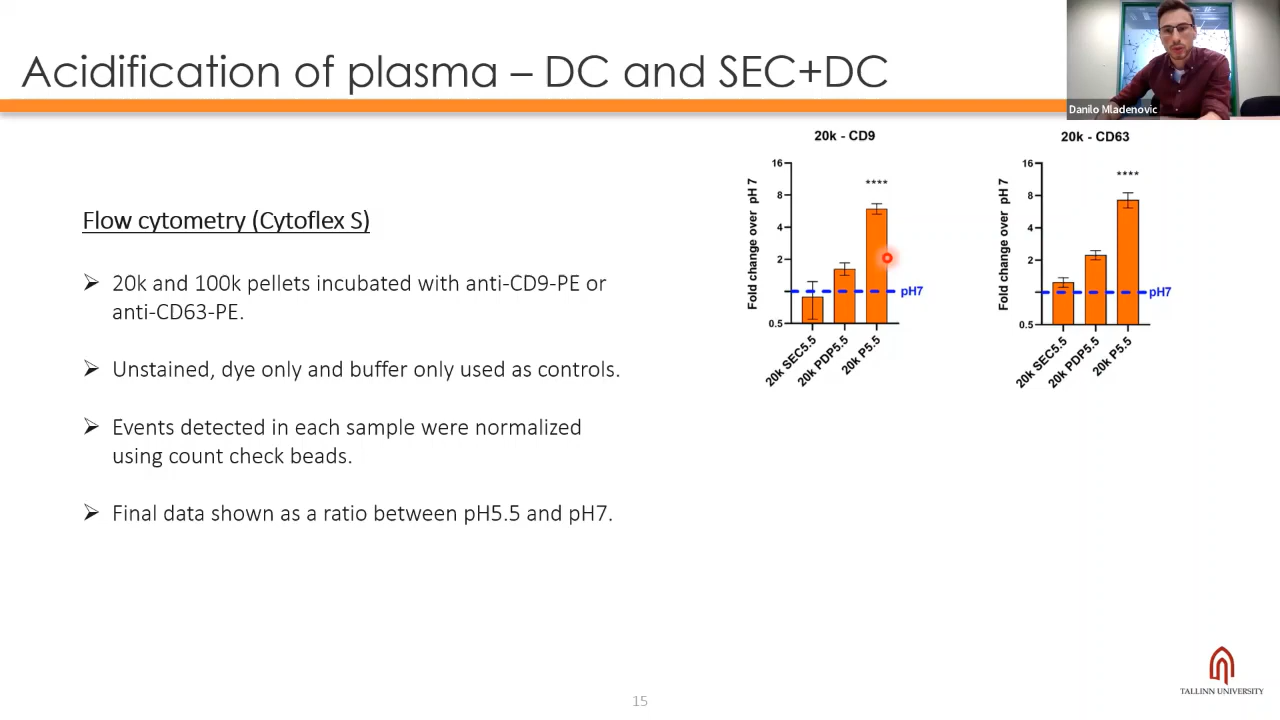 Acidification of plasma – DC and SEC+DC
Danilo Mladenovic
Flow cytometry (Cytoflex S)
➢ 20k and 100k pellets incubated with anti-CD9-PE or
anti-CD63-PE.
➢ Unstained, dye only and buffer only used as controls.
➢ Events detected in each sample were normalized
using count check beads.
➢ Final data shown as a ratio between pH5.5 and pH7.
20k - CD9
Fold change over pH 7
16
8
4
2
0.5
****
pH7
20k SEC5.5
20k PDP5.5
20k P5.5
20k - CD63
Fold change over pH 7
16
8
4
2
0.5
****
pH7
20k SEC5.5
20k PDP5.5
20k P5.5
15
TALLINN UNIVERSITY